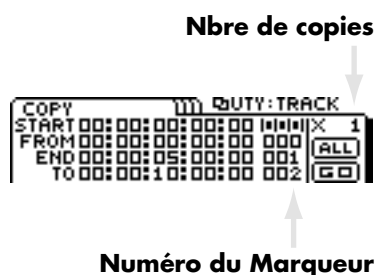 Nbre de copies
COPY DUTY:TRACK
START 00:00:00:00:00 X 1
FROM 00:00:00:00:00 000 ALL
END 00:00:05:00:00 001
TO 00:00:10:00:00 002 GO
Numéro du Marqueur